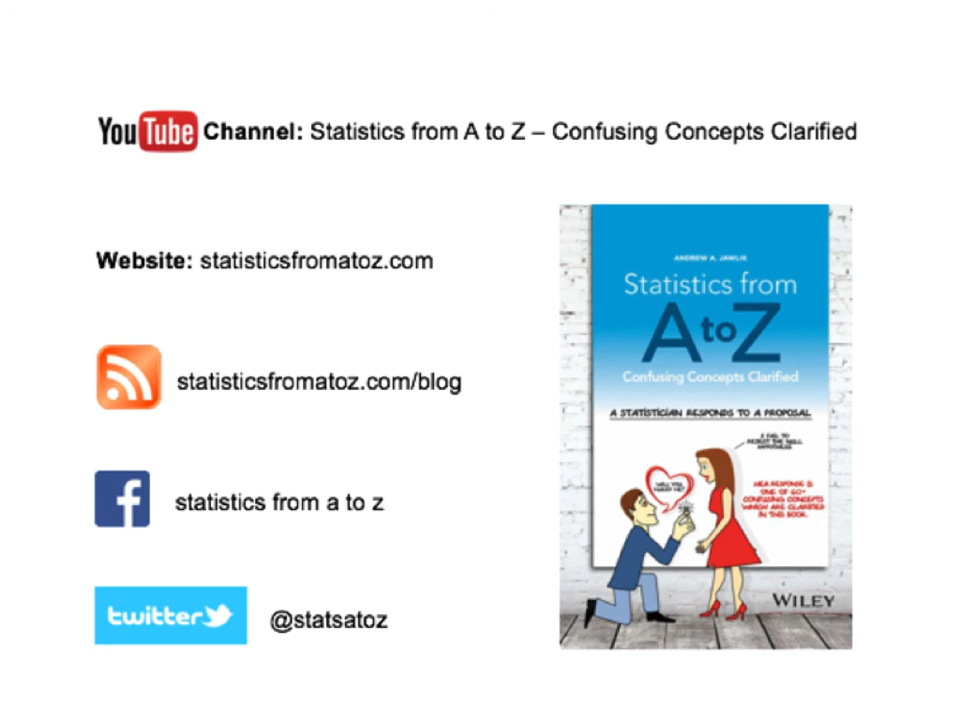 YouTube Channel: Statistics from A to Z – Confusing Concepts Clarified
Website: statisticsfromatoz.com
statisticsfromatoz.com/blog
statistics from a to z
twitter @statsatoz
ANDREW A. JAWLIK
Statistics from
A to Z
Confusing Concepts Clarified
A STATISTICIAN RESPONDS TO A PROPOSAL
I FAIL TO
REJECT THE NULL
HYPOTHESIS
WILL YOU
MARRY ME?
HER RESPONSE IS
ONE OF 60+
CONFUSING CONCEPTS
WHICH ARE CLARIFIED
IN THIS BOOK.
WILEY